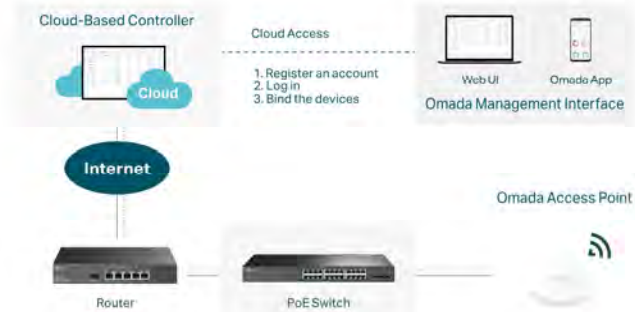 Cloud-Based Controller
Cloud
Cloud Access
1. Register an account
2. Log in
3. Bind the devices
Web UI
Omada App
Omada Management Interface
Internet
Omada Access Point
Router
PoE Switch